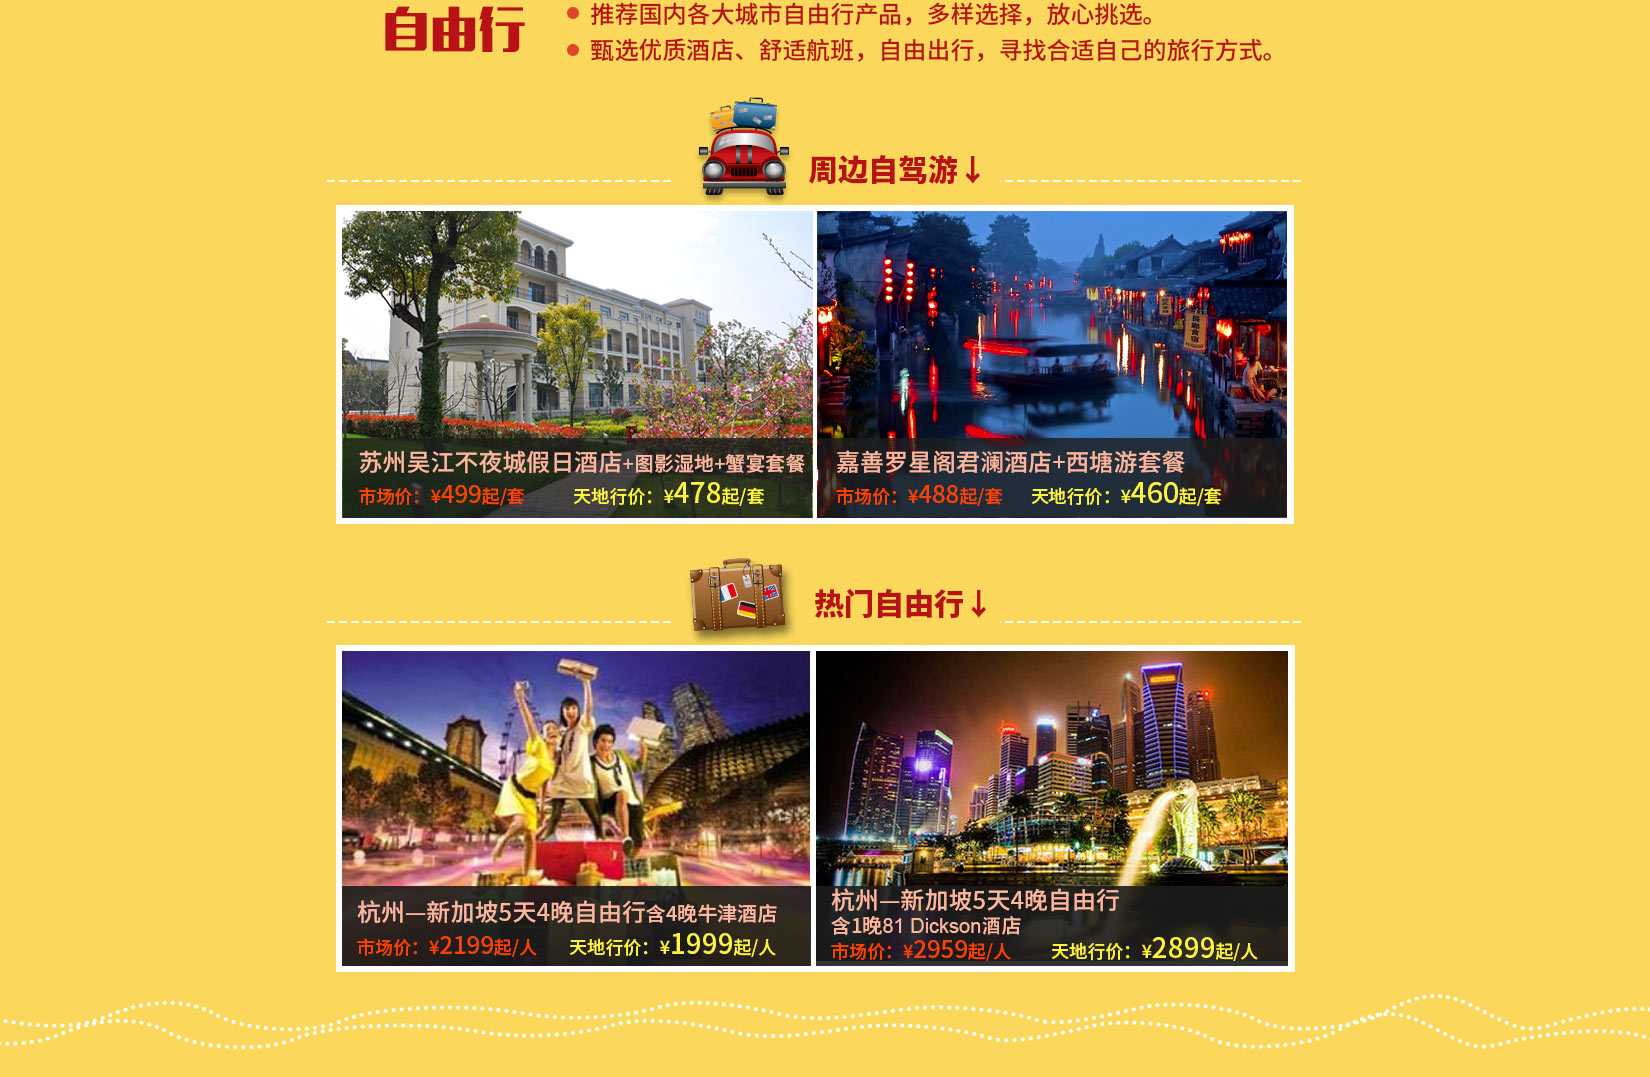 自由行
● 推荐国内各大城市自由行产品，多样选择，放心挑选。
● 甄选优质酒店、舒适航班，自由出行，寻找合适自己的旅行方式。
周边自驾游↓
苏州吴江不夜城假日酒店+图影湿地+蟹宴套餐
市场价：¥499起/套 天地行价：¥478起/套
嘉善罗星阁君澜酒店+西塘游套餐
市场价：¥488起/套 天地行价：¥460起/套
热门自由行↓
杭州—新加坡5天4晚自由行含4晚牛津酒店
市场价：¥2199起/人 天地行价：¥1999起/人
杭州—新加坡5天4晚自由行
含1晚81 Dickson酒店
市场价：¥2959起/人 天地行价：¥2899起/人